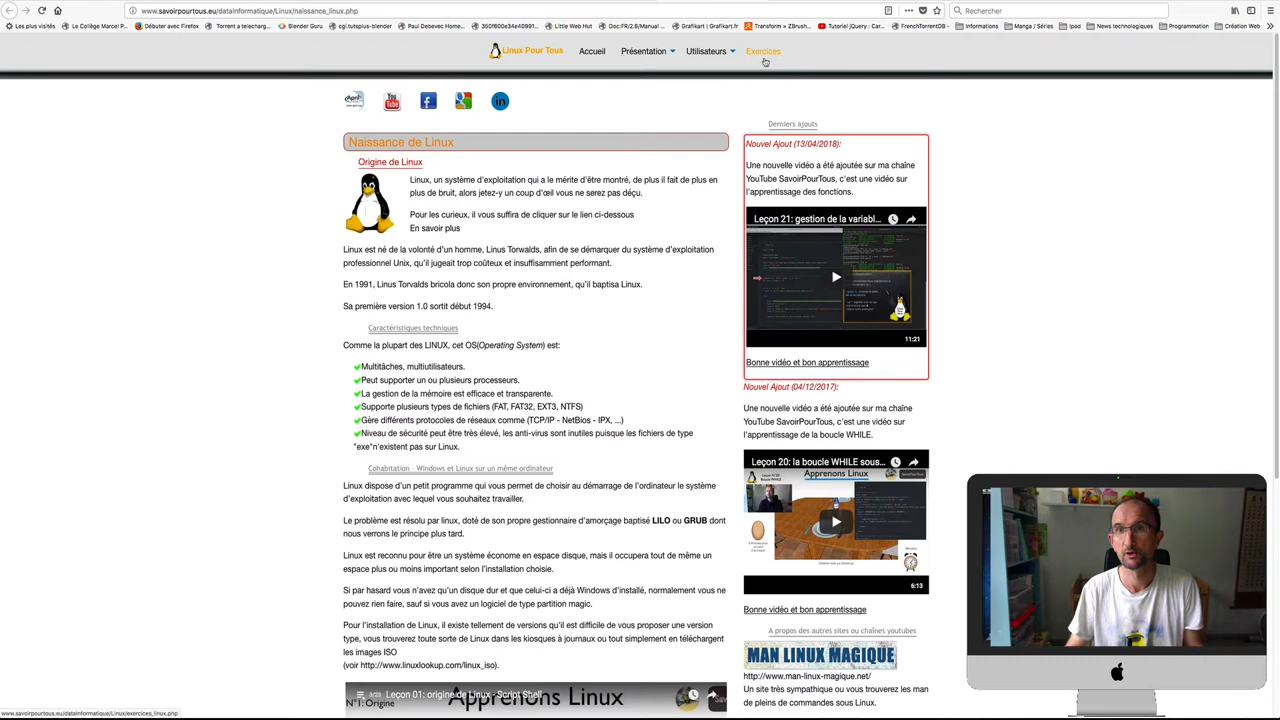 www.savoirpourtous.eu/datainformatique/Linux/naissance_linux.php
Rechercher
Les plus visités
Le Collège Marcel P...
Débuter avec Firefox
Torrent à telecharge...
Blender Guru
cgi.tutsplus-blender
Paul Debevec Home...
350f600e34e40991...
Little Web Hut
Doc:FR/2.6/Manual ...
Grafikart | Grafikart.fr
Transform » ZBrush...
Tutoriel jQuery : Car...
FrenchTorrentDB - ...
Informations
Manga / Séries
Ipod
News technologiques
Programmation
Création Web
Linux Pour Tous
Accueil
Présentation
Utilisateurs
Exercices
You
Tube
in
Derniers ajouts
Naissance de Linux
Nouvel Ajout (13/04/2018):
Origine de Linux
Une nouvelle vidéo a été ajoutée sur ma chaîne
YouTube SavoirPourTous, c'est une vidéo sur
l'apprentissage des fonctions.
Linux, un système d'exploitation qui a le mérite d'être montré, de plus il fait de plus en
plus de bruit, alors jetez-y un coup d'œil vous ne serez pas déçu.
Pour les curieux, il vous suffira de cliquer sur le lien ci-dessous
En savoir plus
Leçon 21: gestion de la variabl...
11:21
Linux est né de la volonté d'un homme, Linus Torwalds, afin de se démarquer du système d'exploitation
professionel Unix, qu'il jugeait trop coûteux et insuffisamment performant.
En 1991, Linus Torvalds bricola donc son propre environnement, qu'il baptisa Linux.
Sa première version 1.0 sortit début 1994.
Caractéristiques techniques
Comme la plupart des LINUX, cet OS(Operating System) est:
Multitâches, multiutilisateurs.
Peut supporter un ou plusieurs processeurs.
La gestion de la mémoire est efficace et transparente.
Supporte plusieurs types de fichiers (FAT, FAT32, EXT3, NTFS)
Gère différents protocoles de réseaux comme (TCP/IP - NetBios - IPX, ...)
Niveau de sécurité peut être très élevé, les anti-virus sont inutiles puisque les fichiers de type
"exe"n'existent pas sur Linux.
Bonne vidéo et bon apprentissage
Nouvel Ajout (04/12/2017):
Une nouvelle vidéo a été ajoutée sur ma chaîne
YouTube SavoirPourTous, c'est une vidéo sur
l'apprentissage de la boucle WHILE.
Leçon 20: la boucle WHILE sous...
Apprenons Linux
6:13
Cohabitation - Windows et Linux sur un même ordinateur
Linux dispose d'un petit programme qui vous permet de choisir au démarrage de l'ordinateur le système
d'exploitation avec lequel vous souhaitez travailler.
Le problème est résolu par linux, doté de son propre gestionnaire d'amorçage baptisé LILO ou GRUB dont
nous verrons le principe plus tard.
Linux est reconnu pour être un système économe en espace disque, mais il occupera tout de même un
espace plus ou moins important selon l'installation choisie.
Si par hasard vous n'avez qu'un disque dur et que celui-ci a déjà Windows d'installé, normalement vous ne
pouvez rien faire, sauf si vous avez un logiciel de type partition magic.
Pour l'installation de Linux, il existe tellement de versions qu'il est difficile de vous proposer une version
type, vous trouverez toute sorte de Linux dans les kiosques à journaux ou tout simplement en téléchargent
les images ISO
(voir http://www.linuxlookup.com/linux_iso).
Bonne vidéo et bon apprentissage
A propos des autres sites ou chaînes youtubes
MAN LINUX MAGIQUE
http://www.man-linux-magique.net/
Un site très sympathique ou vous trouverez les man
de pleins de commandes sous Linux.
Leçon 01: origine de Linux - Script Shell
N°1: Origine
Apprenons Linux
www.savoirpourtous.eu/datainformatique/Linux/exercices_linux.php